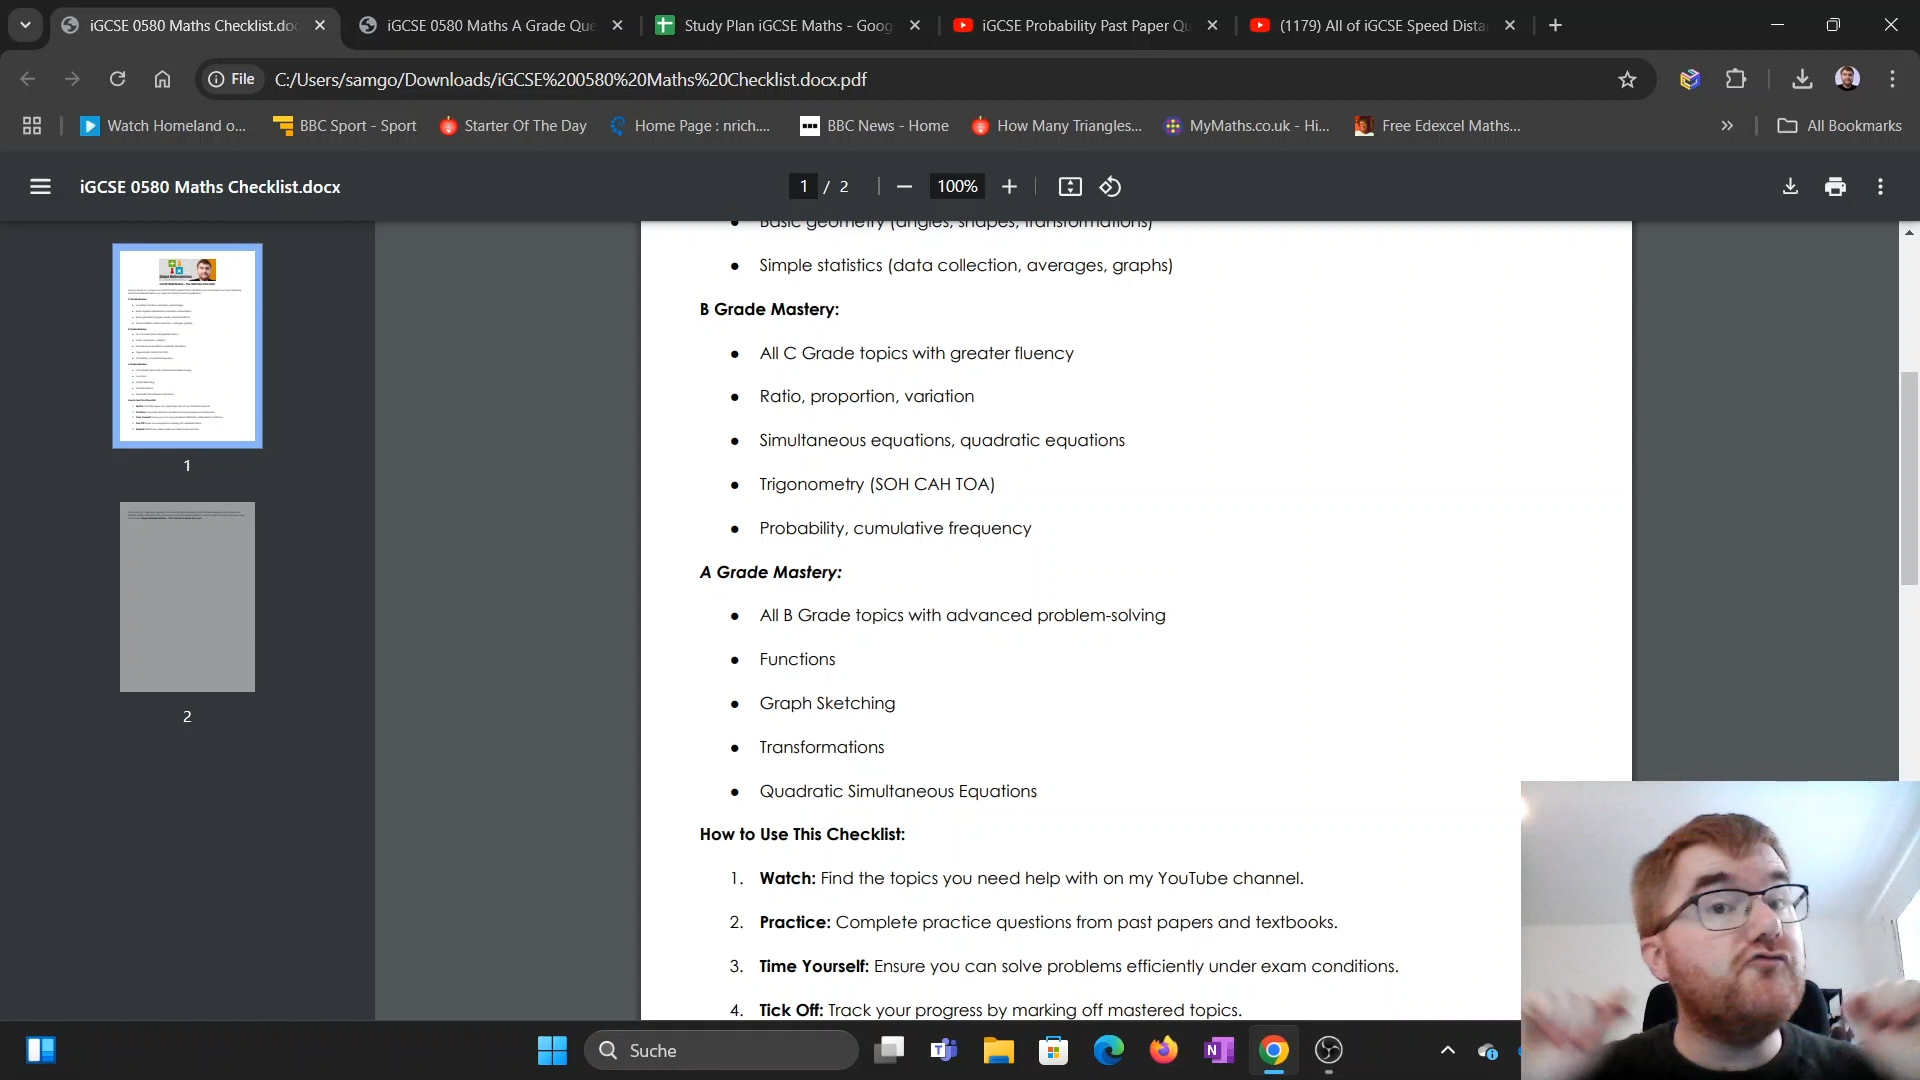 iGCSE 0580 Maths Checklist.do
iGCSE 0580 Maths A Grade Que
Study Plan iGCSE Maths - Goog
iGCSE Probability Past Paper Qu
(1179) All of iGCSE Speed Dista
File
C:/Users/samgo/Downloads/iGCSE%200580%20Maths%20Checklist.docx.pdf
Watch Homeland o...
BBC Sport - Sport
Starter Of The Day
Home Page : nrich....
BBC News - Home
How Many Triangles...
MyMaths.co.uk - Hi...
Free Edexcel Maths...
All Bookmarks
iGCSE 0580 Maths Checklist.docx
1 / 2
100%
1
2
Basic geometry (angles, shapes, transformations)
● Simple statistics (data collection, averages, graphs)
B Grade Mastery:
● All C Grade topics with greater fluency
● Ratio, proportion, variation
● Simultaneous equations, quadratic equations
● Trigonometry (SOH CAH TOA)
● Probability, cumulative frequency
A Grade Mastery:
● All B Grade topics with advanced problem-solving
● Functions
● Graph Sketching
● Transformations
● Quadratic Simultaneous Equations
How to Use This Checklist:
1. Watch: Find the topics you need help with on my YouTube channel.
2. Practice: Complete practice questions from past papers and textbooks.
3. Time Yourself: Ensure you can solve problems efficiently under exam conditions.
4. Tick Off: Track your progress by marking off mastered topics.
Suche